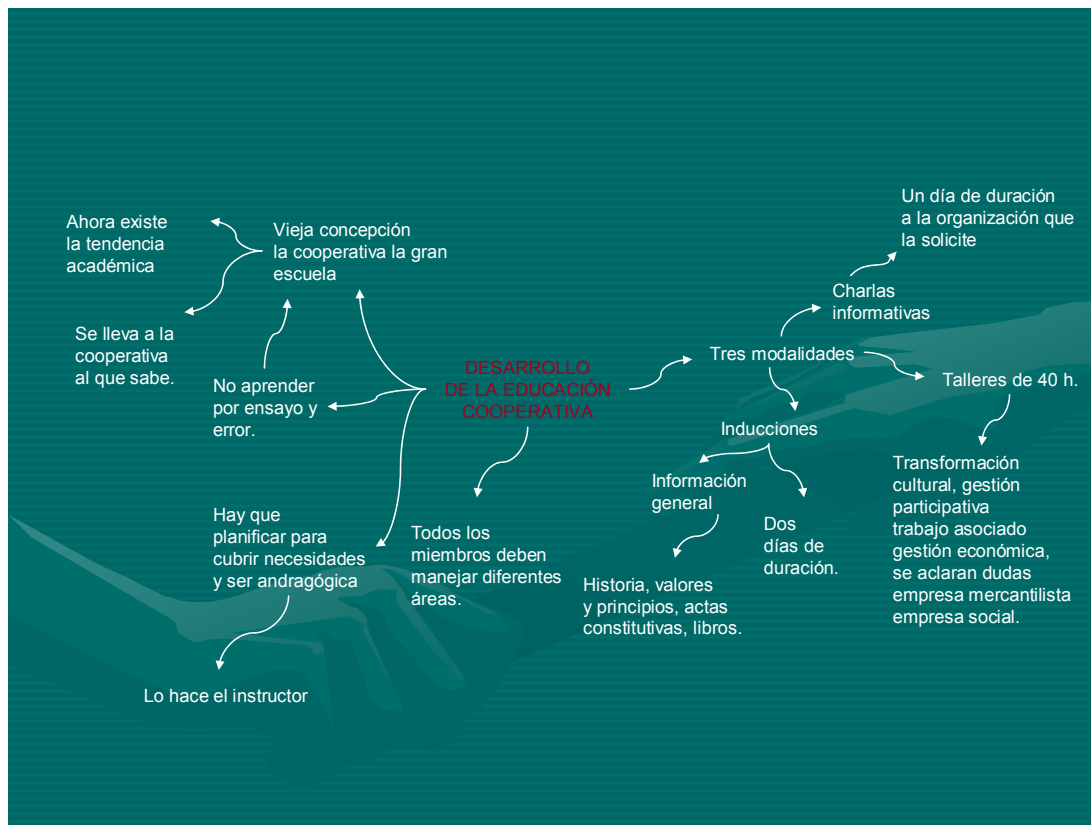 Ahora existe
la tendencia
académica
Vieja concepción
la cooperativa la gran
escuela
Se lleva a la
cooperativa
al que sabe.
No aprender
por ensayo y
error.
DESARROLLO
DE LA EDUCACIÓN
COOPERATIVA
Hay que
planificar para
cubrir necesidades
y ser andragógica
Lo hace el instructor
Todos los
miembros deben
manejar diferentes
áreas.
Tres modalidades
Charlas
informativas
Un día de duración
a la organización que
la solicite
Inducciones
Información
general
Historia, valores
y principios, actas
constitutivas, libros.
Dos
días de
duración.
Talleres de 40 h.
Transformación
cultural, gestión
participativa
trabajo asociado
gestión económica,
se aclaran dudas
empresa mercantilista
empresa social.